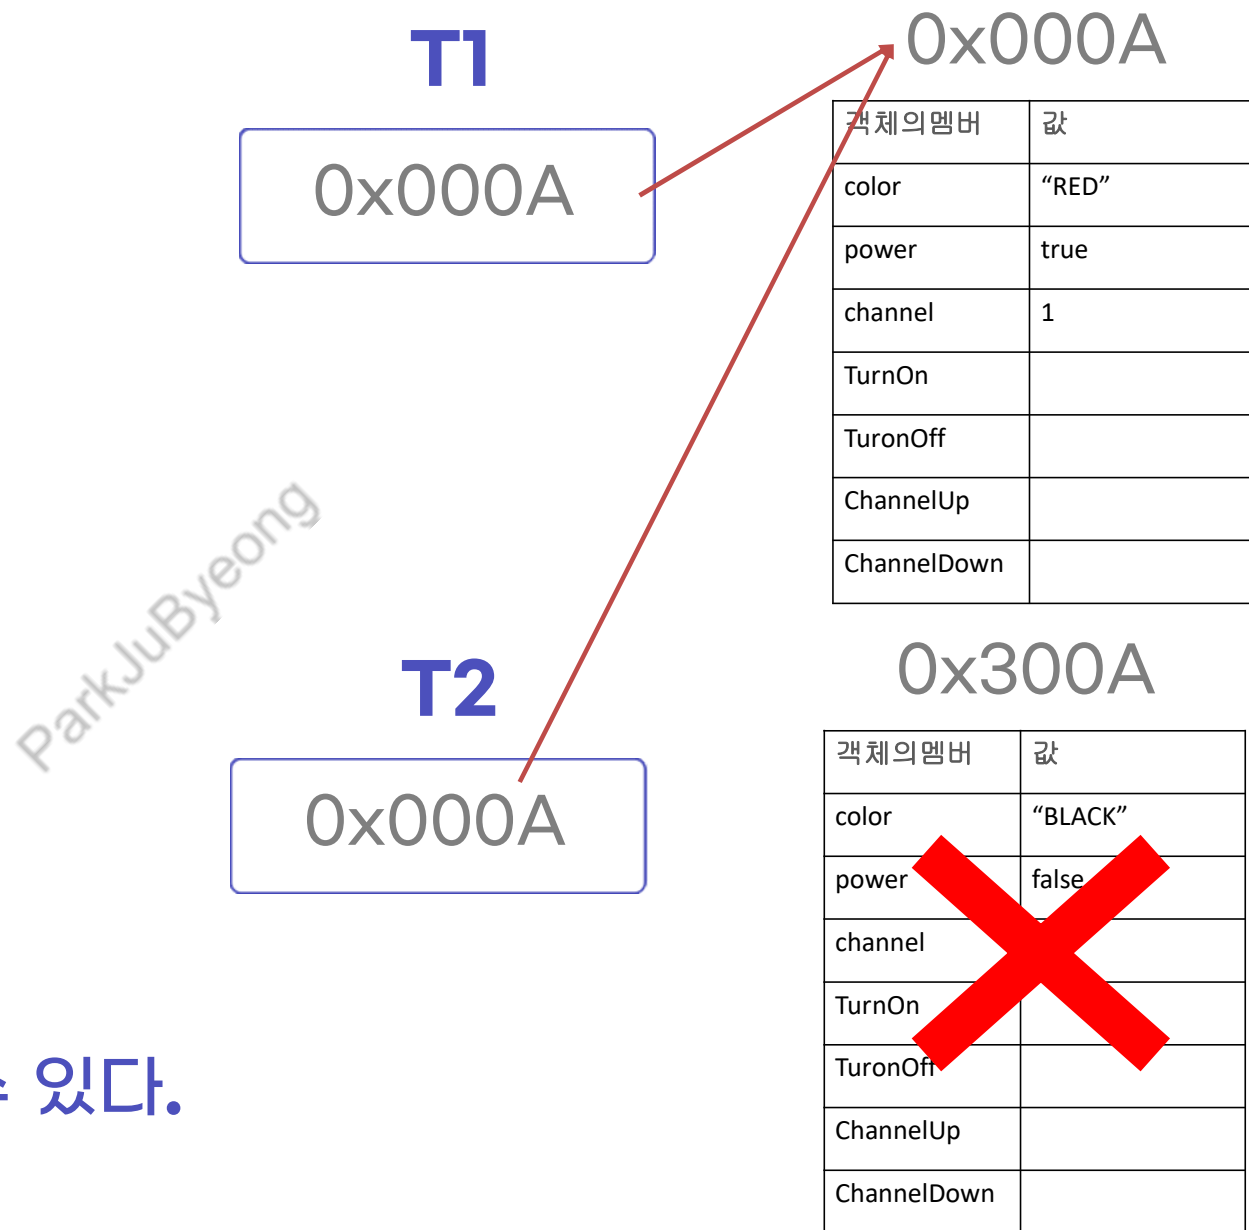 T1
0x000A
0x000A
객체의멤버 값
color “RED”
power true
channel 1
TurnOn
TuronOff
ChannelUp
ChannelDown
ParkJuByeong
T2
0x000A
0x300A
객체의멤버 값
color “BLACK”
power false
channel
TurnOn
TuronOff
ChannelUp
ChannelDown
있다.